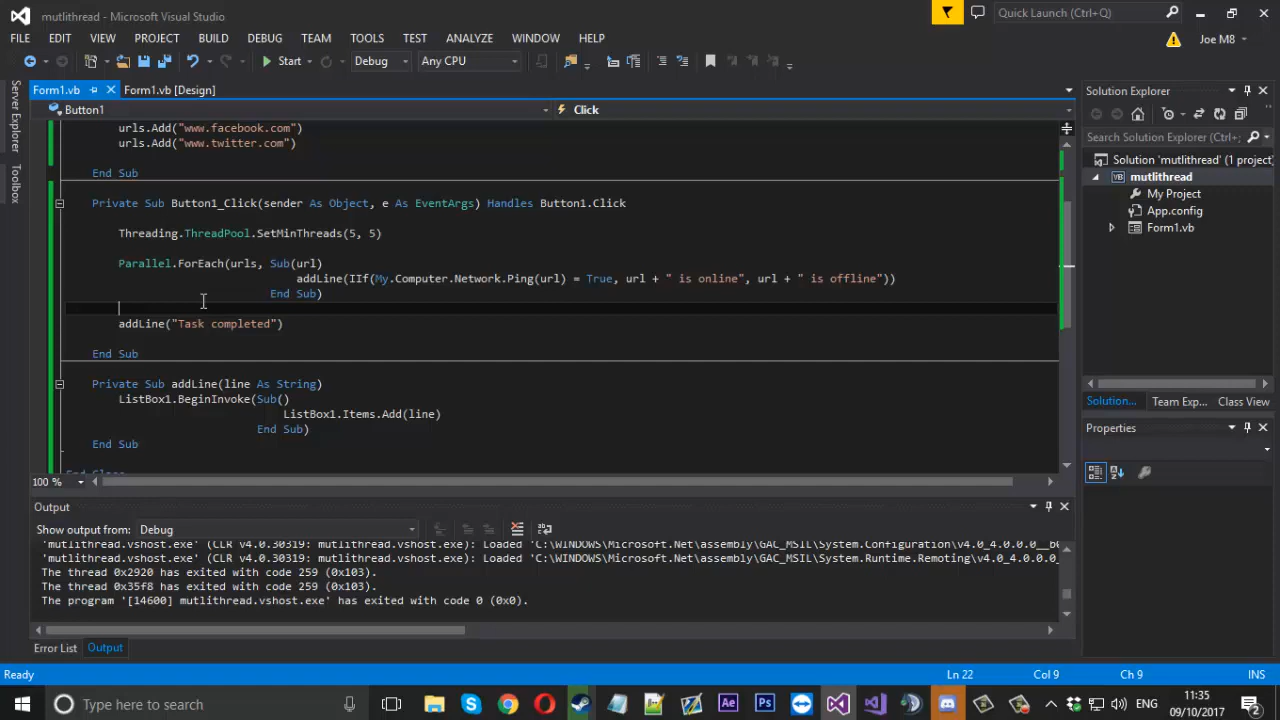 mutlithread - Microsoft Visual Studio
Quick Launch (Ctrl+Q)
FILE EDIT VIEW PROJECT BUILD DEBUG TEAM TOOLS TEST ANALYZE WINDOW HELP
Joe M8
Start Debug Any CPU
Server Explorer
Toolbox
Form1.vb Form1.vb [Design]
Button1 Click
urls.Add("www.facebook.com")
urls.Add("www.twitter.com")
End Sub
Private Sub Button1_Click(sender As Object, e As EventArgs) Handles Button1.Click
Threading.ThreadPool.SetMinThreads(5, 5)
Parallel.ForEach(urls, Sub(url)
addLine(IIf(My.Computer.Network.Ping(url) = True, url + " is online", url + " is offline"))
End Sub)
addLine("Task completed")
End Sub
Private Sub addLine(line As String)
ListBox1.BeginInvoke(Sub()
ListBox1.Items.Add(line)
End Sub)
End Sub
End Class
100 %
Solution Explorer
Search Solution Explorer (Ctrl+;
Solution 'mutlithread' (1 project)
VB mutlithread
My Project
App.config
Form1.vb
Solution... Team Exp... Class View
Properties
Output
Show output from: Debug
'mutlithread.vshost.exe' (CLR v4.0.30319: mutlithread.vshost.exe): Loaded 'C:\WINDOWS\Microsoft.Net\assembly\GAC_MSIL\System.Configuration\v4.0_4.0.0.0__b0
'mutlithread.vshost.exe' (CLR v4.0.30319: mutlithread.vshost.exe): Loaded 'C:\WINDOWS\Microsoft.Net\assembly\GAC_MSIL\System.Runtime.Remoting\v4.0_4.0.0.0_
The thread 0x2920 has exited with code 259 (0x103).
The thread 0x35f8 has exited with code 259 (0x103).
The program '[14600] mutlithread.vshost.exe' has exited with code 0 (0x0).
Error List Output
Ready Ln 22 Col 9 Ch 9 INS
Type here to search
Ae Ps ENG
11:35
09/10/2017
2